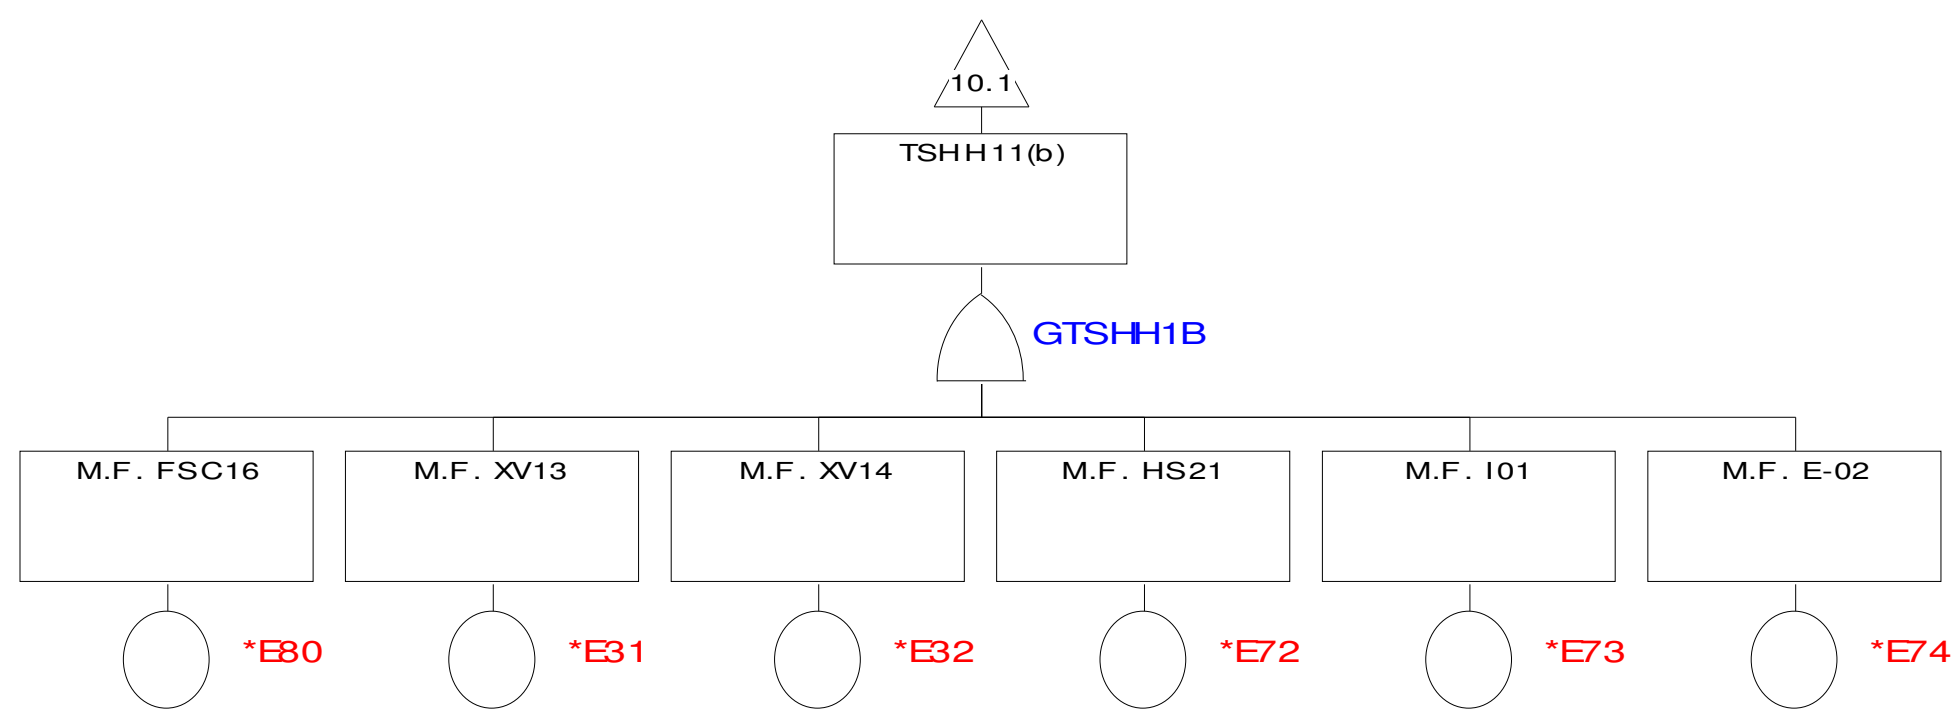 10.1
TSHH11(b)
GTSHH1B
M.F. FSC16
M.F. XV13
M.F. XV14
M.F. HS21
M.F. I01
M.F. E-02
*E80
*E31
*E32
*E72
*E73
*E74